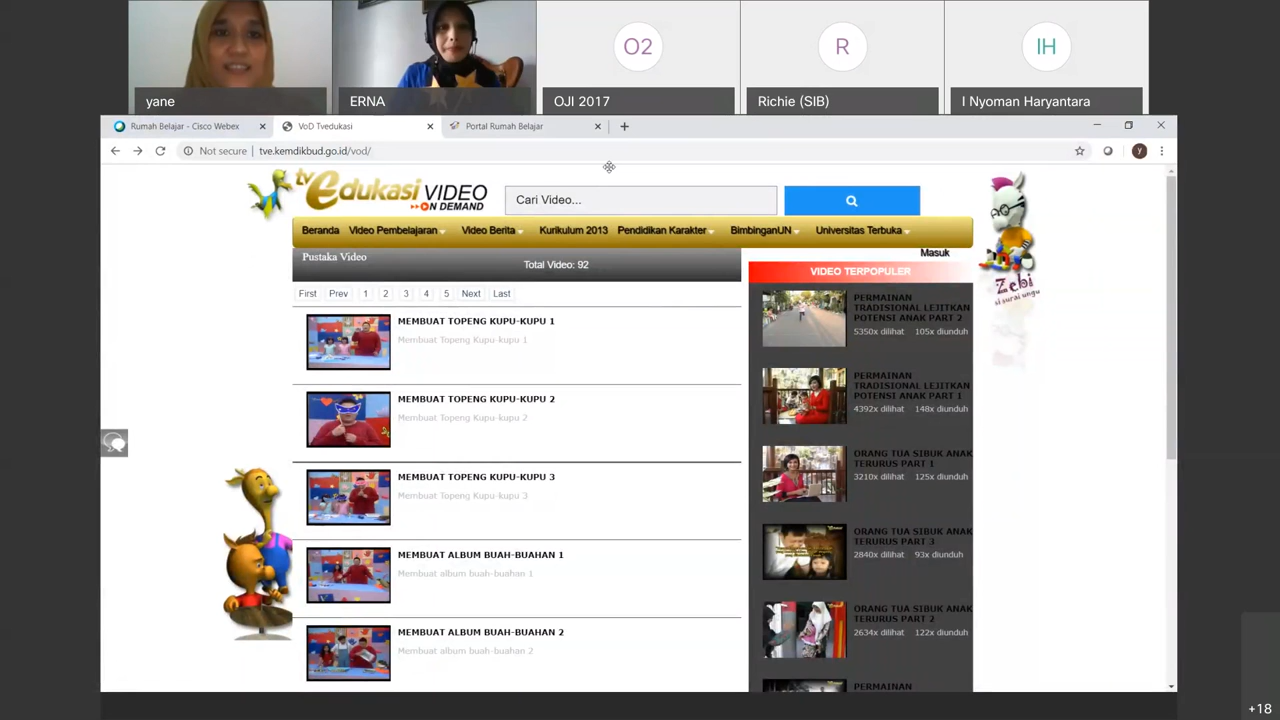 O2
R
IH
yane
ERNA
OJI 2017
Richie (SIB)
I Nyoman Haryantara
Rumah Belajar - Cisco Webex
VoD Tvedukasi
Portal Rumah Belajar
Not secure
tve.kemdikbud.go.id/vod/
y
tv Edukasi VIDEO
ON DEMAND
Cari Video...
Beranda
Video Pembelajaran
Video Berita
Kurikulum 2013
Pendidikan Karakter
BimbinganUN
Universitas Terbuka
Masuk
Pustaka Video
Total Video: 92
First
Prev
1
2
3
4
5
Next
Last
MEMBUAT TOPENG KUPU-KUPU 1
Membuat Topeng Kupu-kupu 1
MEMBUAT TOPENG KUPU-KUPU 2
Membuat Topeng Kupu-kupu 2
MEMBUAT TOPENG KUPU-KUPU 3
Membuat Topeng Kupu-kupu 3
MEMBUAT ALBUM BUAH-BUAHAN 1
Membuat album buah-buahan 1
MEMBUAT ALBUM BUAH-BUAHAN 2
Membuat album buah-buahan 2
VIDEO TERPOPULER
PERMAINAN
TRADISIONAL LEJITKAN
POTENSI ANAK PART 2
5350x dilihat 105x diunduh
PERMAINAN
TRADISIONAL LEJITKAN
POTENSI ANAK PART 1
4392x dilihat 148x diunduh
ORANG TUA SIBUK ANAK
TERURUS PART 1
3210x dilihat 125x diunduh
ORANG TUA SIBUK ANAK
TERURUS PART 3
2840x dilihat 93x diunduh
ORANG TUA SIBUK ANAK
TERURUS PART 2
2634x dilihat 122x diunduh
PERMAINAN
Zebi
si surai ungu
+18